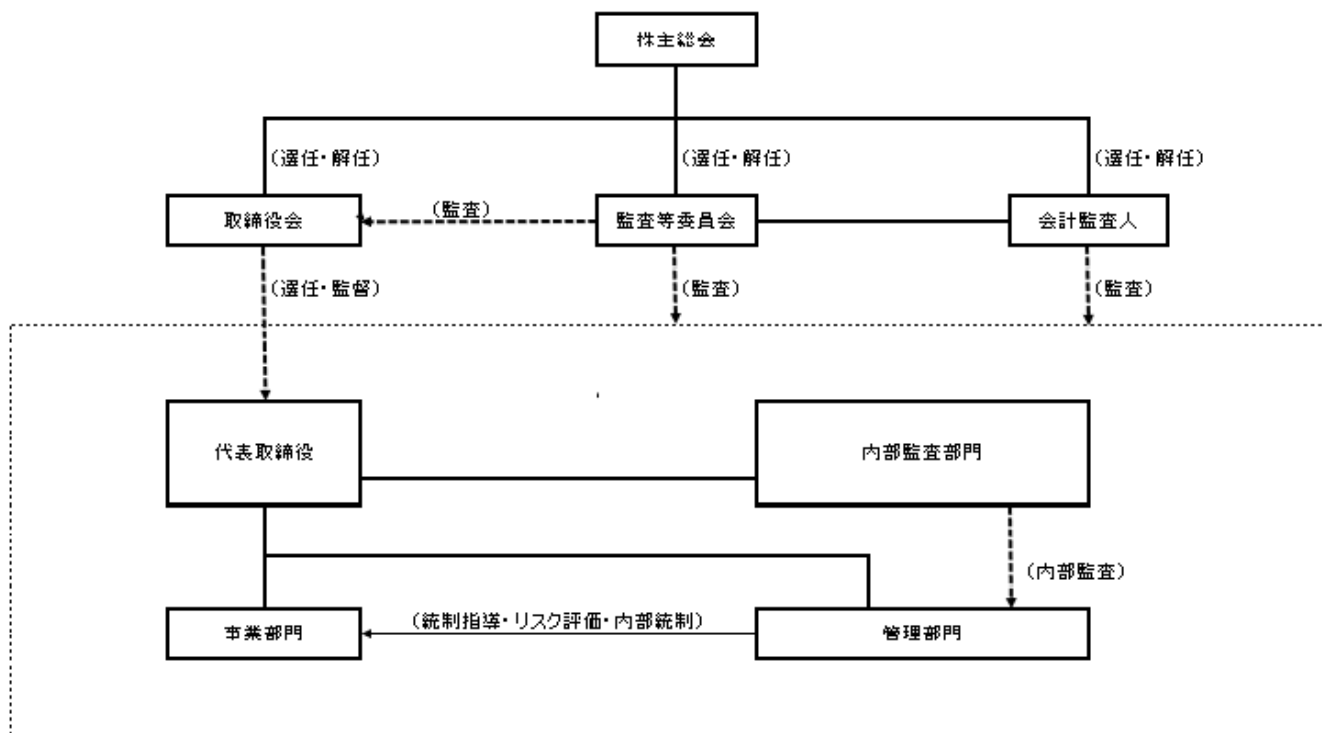 株主総会
（選任・解任）
（選任・解任）
（選任・解任）
取締役会
（監査）
監査等委員会
会計監査人
（選任・監督）
（監査）
（監査）
代表取締役
内部監査部門
（内部監査）
事業部門
（統制指導・リスク評価・内部統制）
管理部門